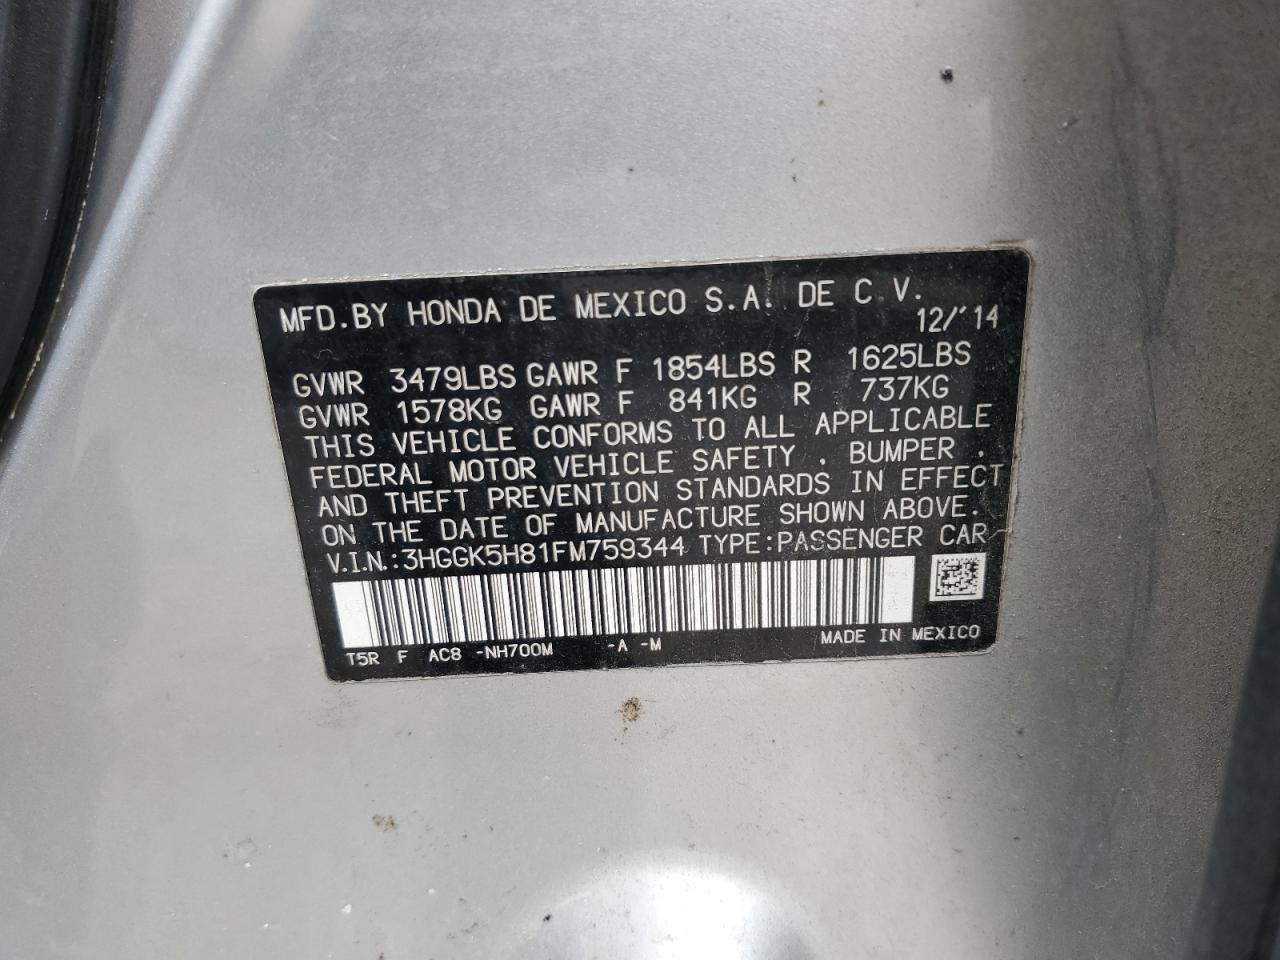 MFD.BY HONDA DE MEXICO S.A. DE C V.
12/'14
GVWR 3479LBS GAWR F 1854LBS R 1625LBS
GVWR 1578KG GAWR F 841KG R 737KG
THIS VEHICLE CONFORMS TO ALL APPLICABLE
FEDERAL MOTOR VEHICLE SAFETY , BUMPER ,
AND THEFT PREVENTION STANDARDS IN EFFECT
ON THE DATE OF MANUFACTURE SHOWN ABOVE.
V.I.N.:3HGGK5H81FM759344 TYPE:PASSENGER CAR
T5R F AC8 -NH700M -A -M MADE IN MEXICO